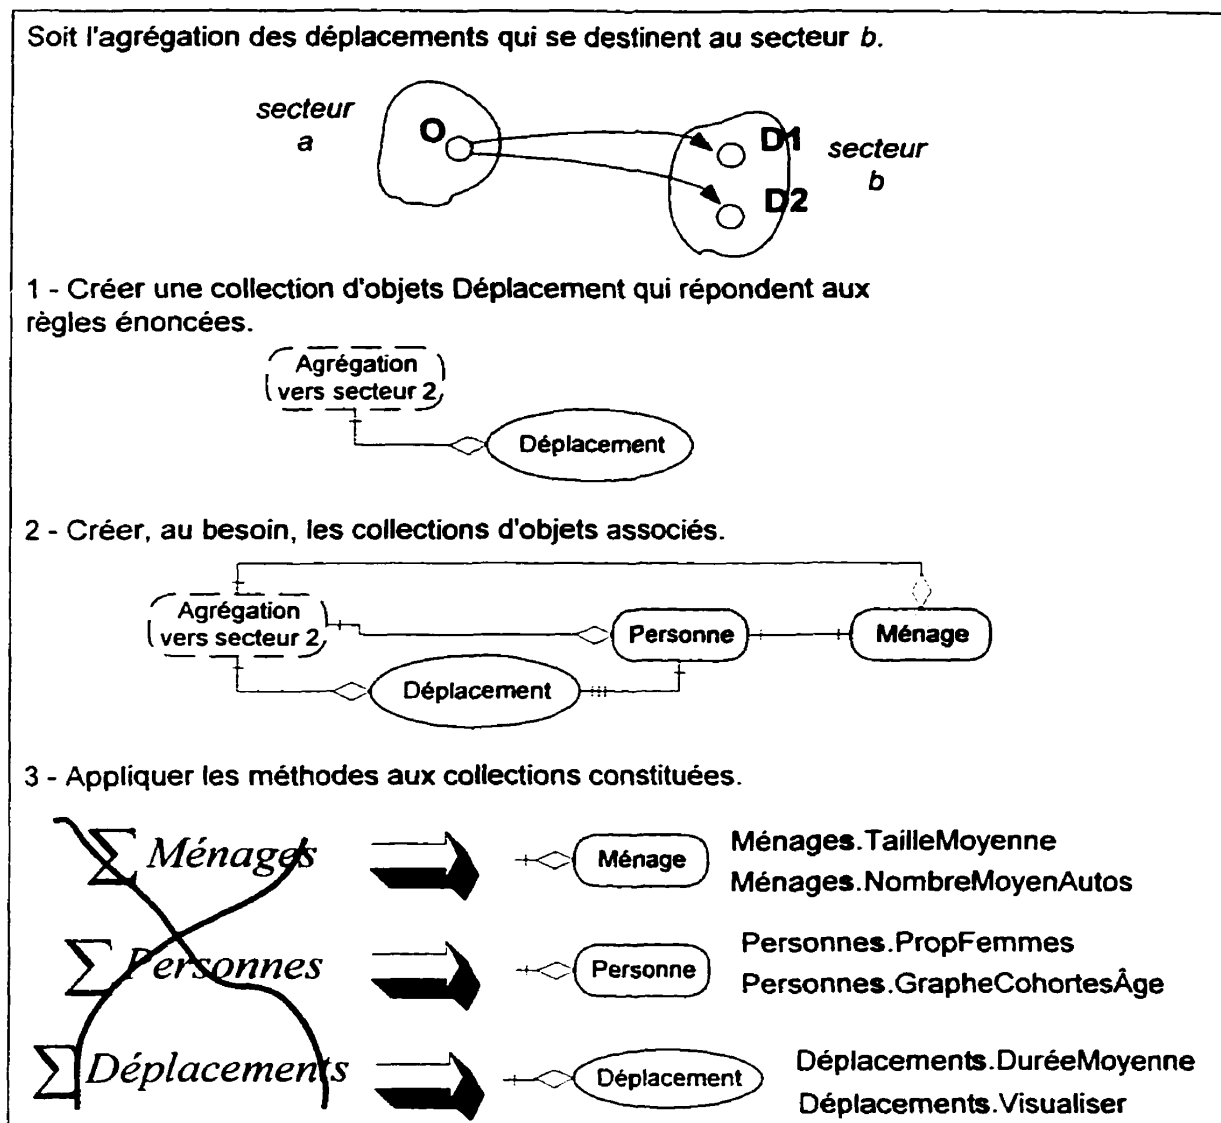 Soit l'agrégation des déplacements qui se destinent au secteur b.
secteur
a
O
D1
D2
secteur
b
1 - Créer une collection d'objets Déplacement qui répondent aux
règles énoncées.
Agrégation
vers secteur 2
Déplacement
2 - Créer, au besoin, les collections d'objets associés.
Agrégation
vers secteur 2
Personne
Ménage
Déplacement
3 - Appliquer les méthodes aux collections constituées.
∑ Ménages
Ménage
Ménages.TailleMoyenne
Ménages.NombreMoyenAutos
∑ Personnes
Personne
Personnes.PropFemmes
Personnes.GrapheCohortesÂge
∑ Déplacements
Déplacement
Déplacements.DuréeMoyenne
Déplacements.Visualiser